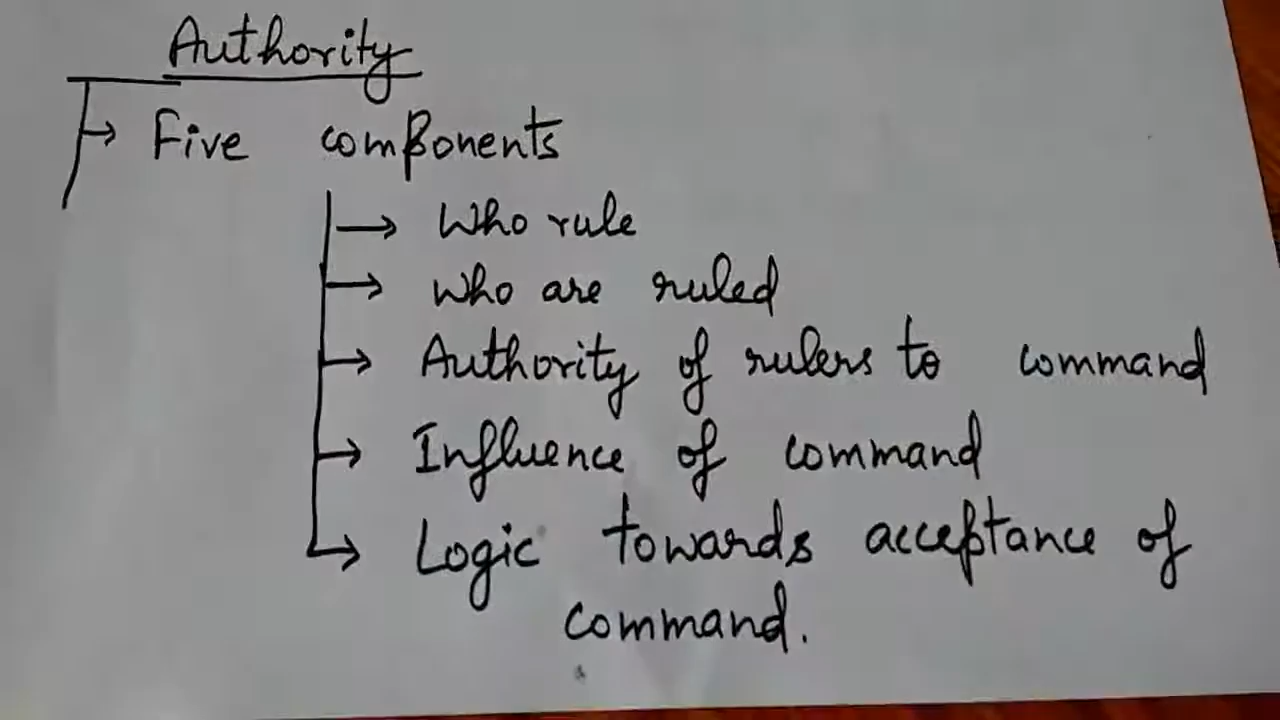 Authority
Five components
Who rule
Who are ruled
Authority of rulers to command
Influence of command
Logic towards acceptance of
command.